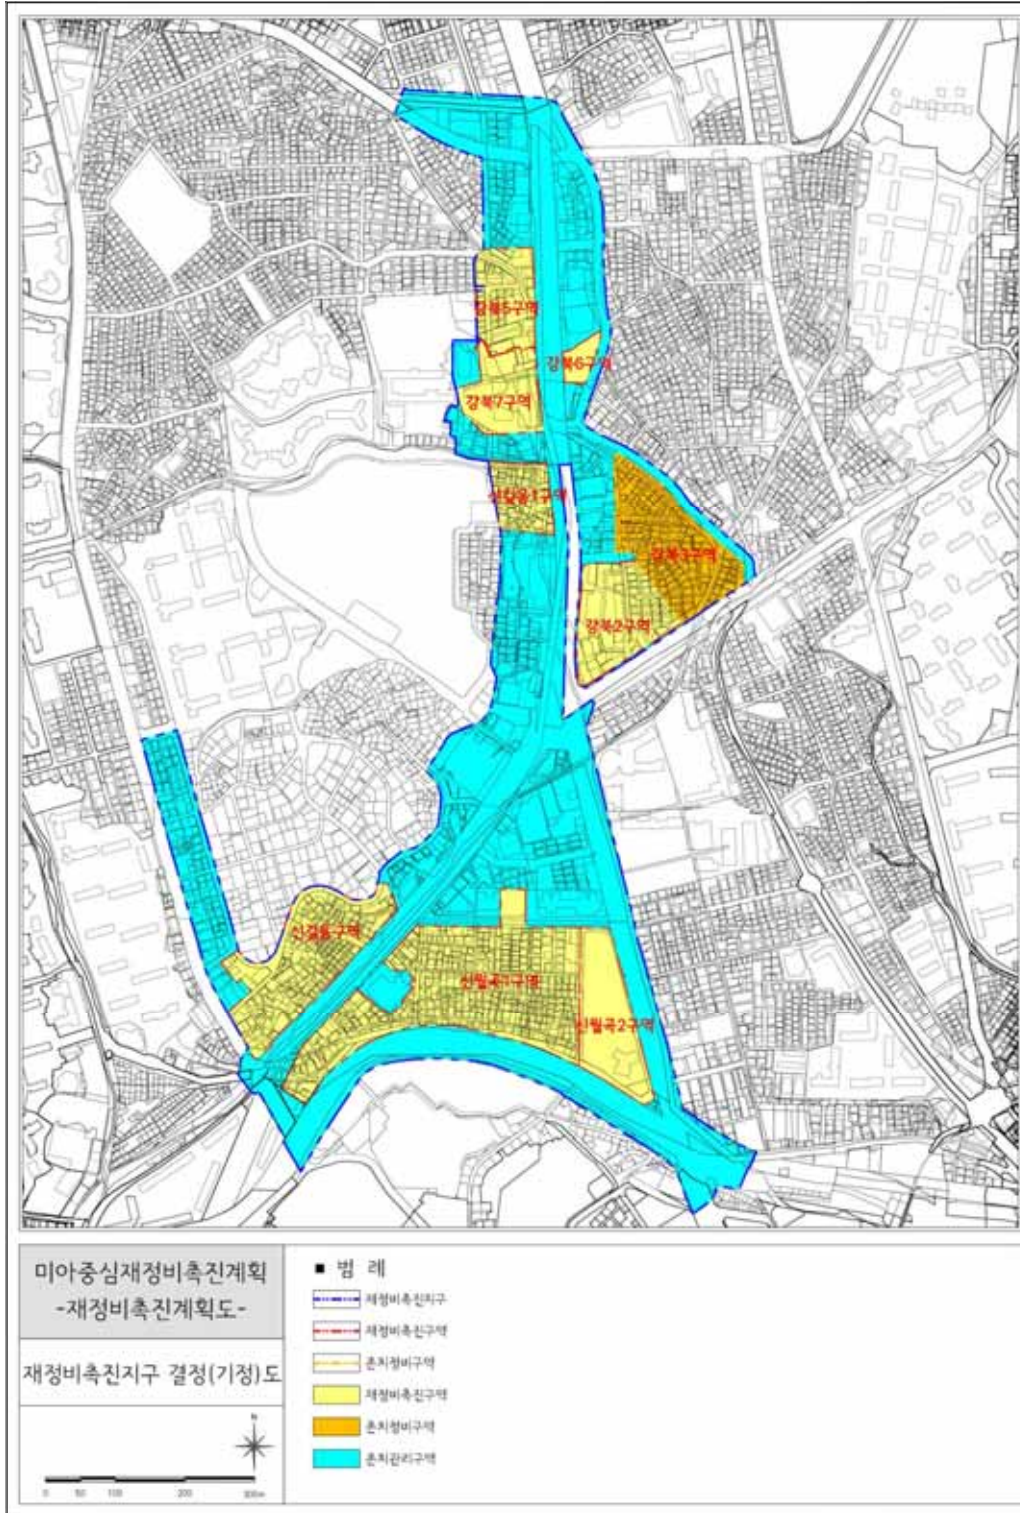 강북5구역
강북6구역
강북7구역
신길음1구역
강북3구역
강북2구역
신길음구역
신월곡1구역
신월곡2구역
미아중심재정비촉진계획
-재정비촉진계획도-
재정비촉진지구 결정(기정)도
N
0 50 100 200 300m
■ 범 례
재정비촉진지구
재정비촉진구역
존치정비구역
재정비촉진구역
존치정비구역
존치관리구역